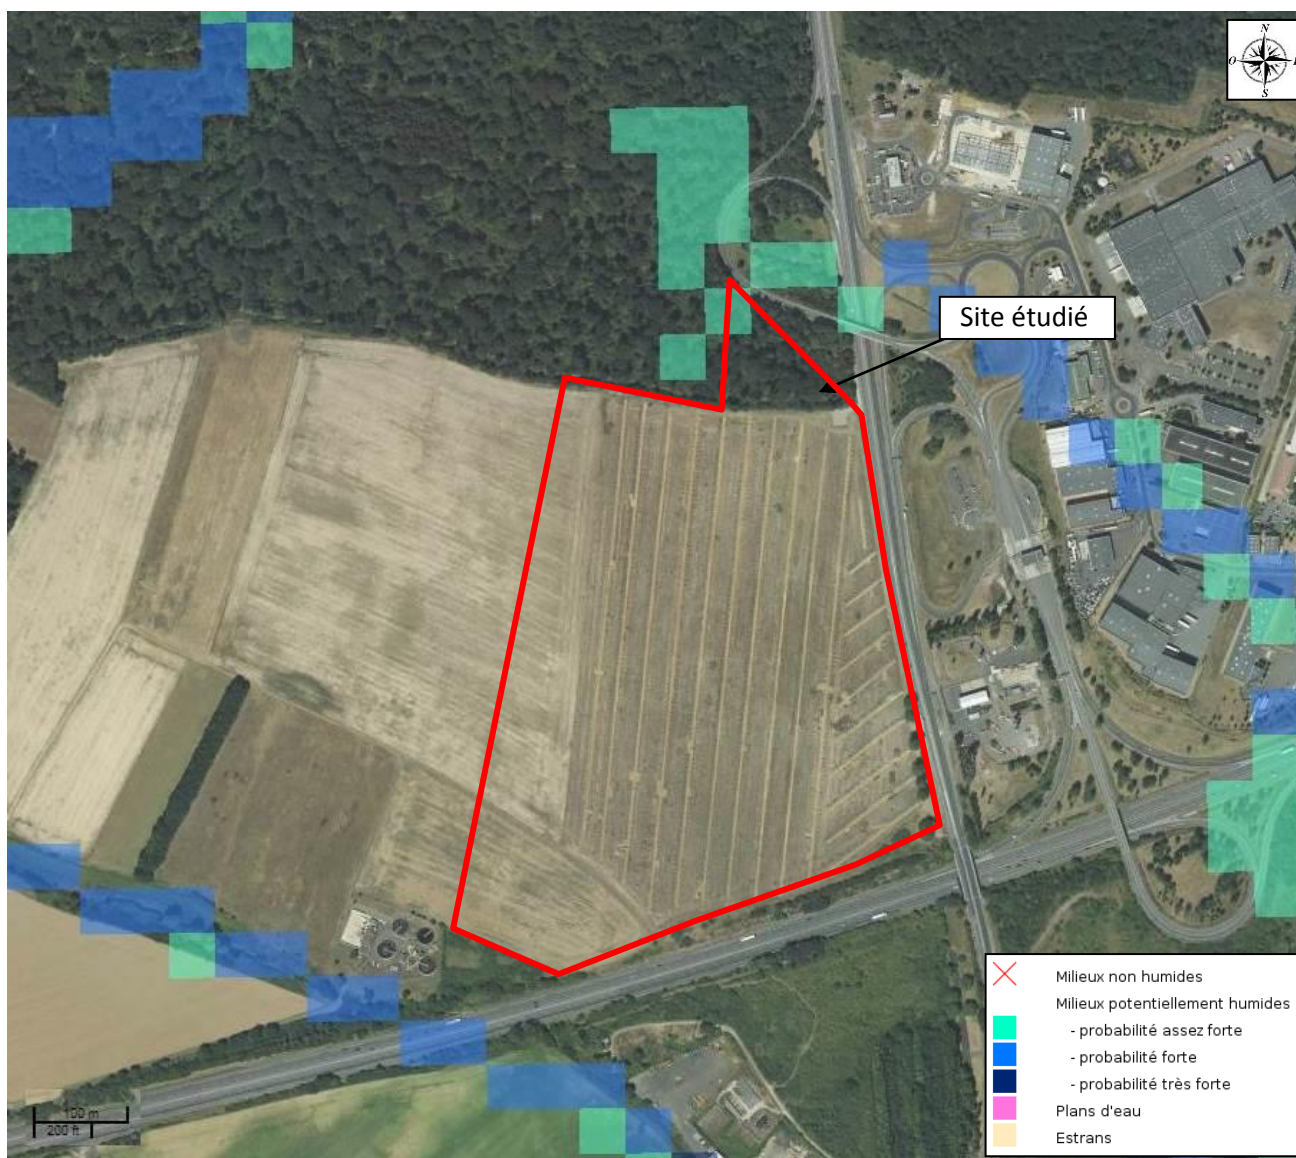 N
O
S
Site étudié
Milieux non humides
Milieux potentiellement humides
- probabilité assez forte
- probabilité forte
- probabilité très forte
Plans d'eau
Estrans
100 m
200 ft